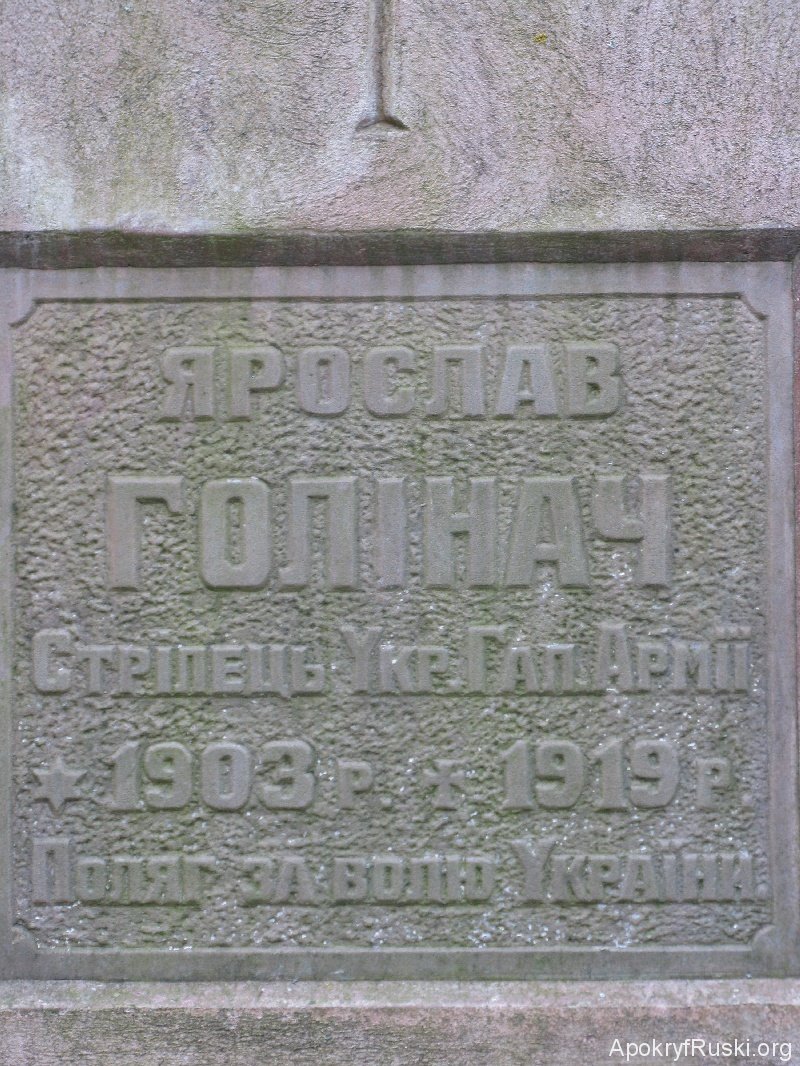 ЯРОСЛАВ
ГОЛІНАЧ
Стрілець Укр. Гал. Армії
1903 р. 1919 р.
Поляг за волю України.
ApokryfRuski.org